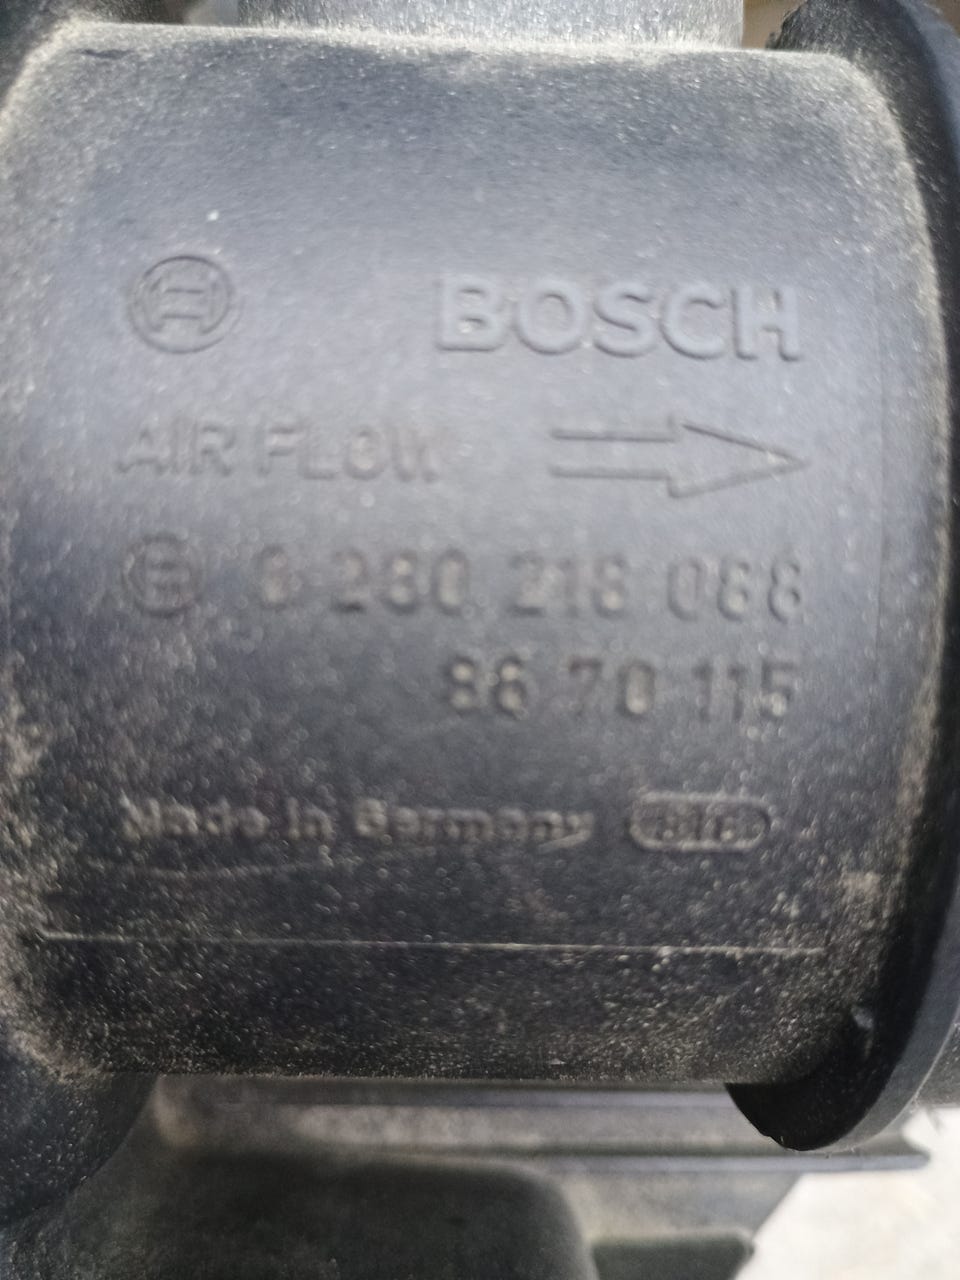 BOSCH
AIR FLOW
0 280 218 088
86 70 115
Made in Germany